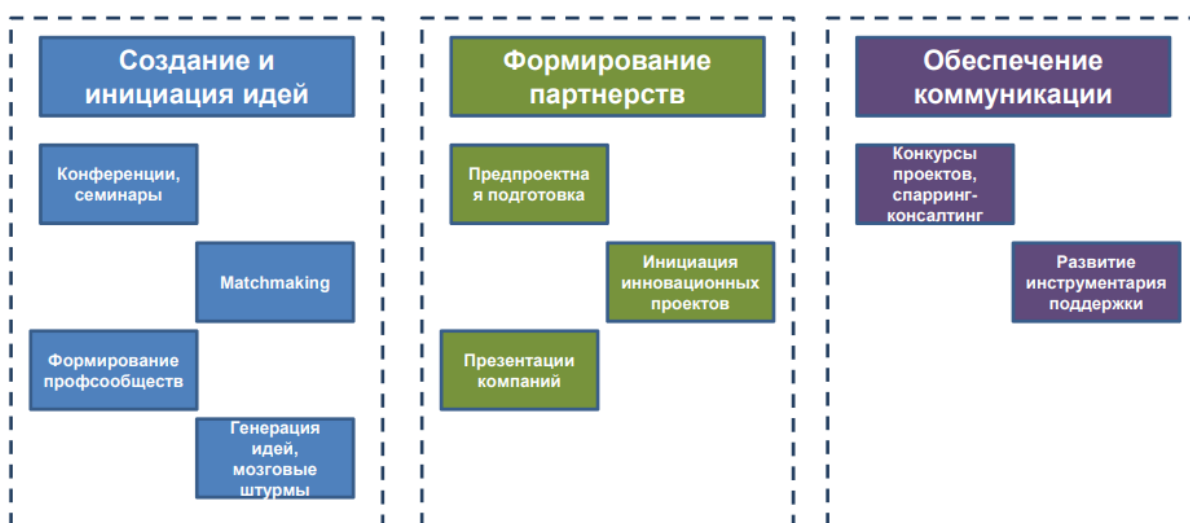 Создание и
инициация идей
Конференции,
семинары
Matchmaking
Формирование
профсообществ
Генерация
идей,
мозговые
штурмы
Формирование
партнерств
Предпроектна
я подготовка
Инициация
инновационных
проектов
Презентации
компаний
Обеспечение
коммуникации
Конкурсы
проектов,
спарринг-
консалтинг
Развитие
инструментария
поддержки